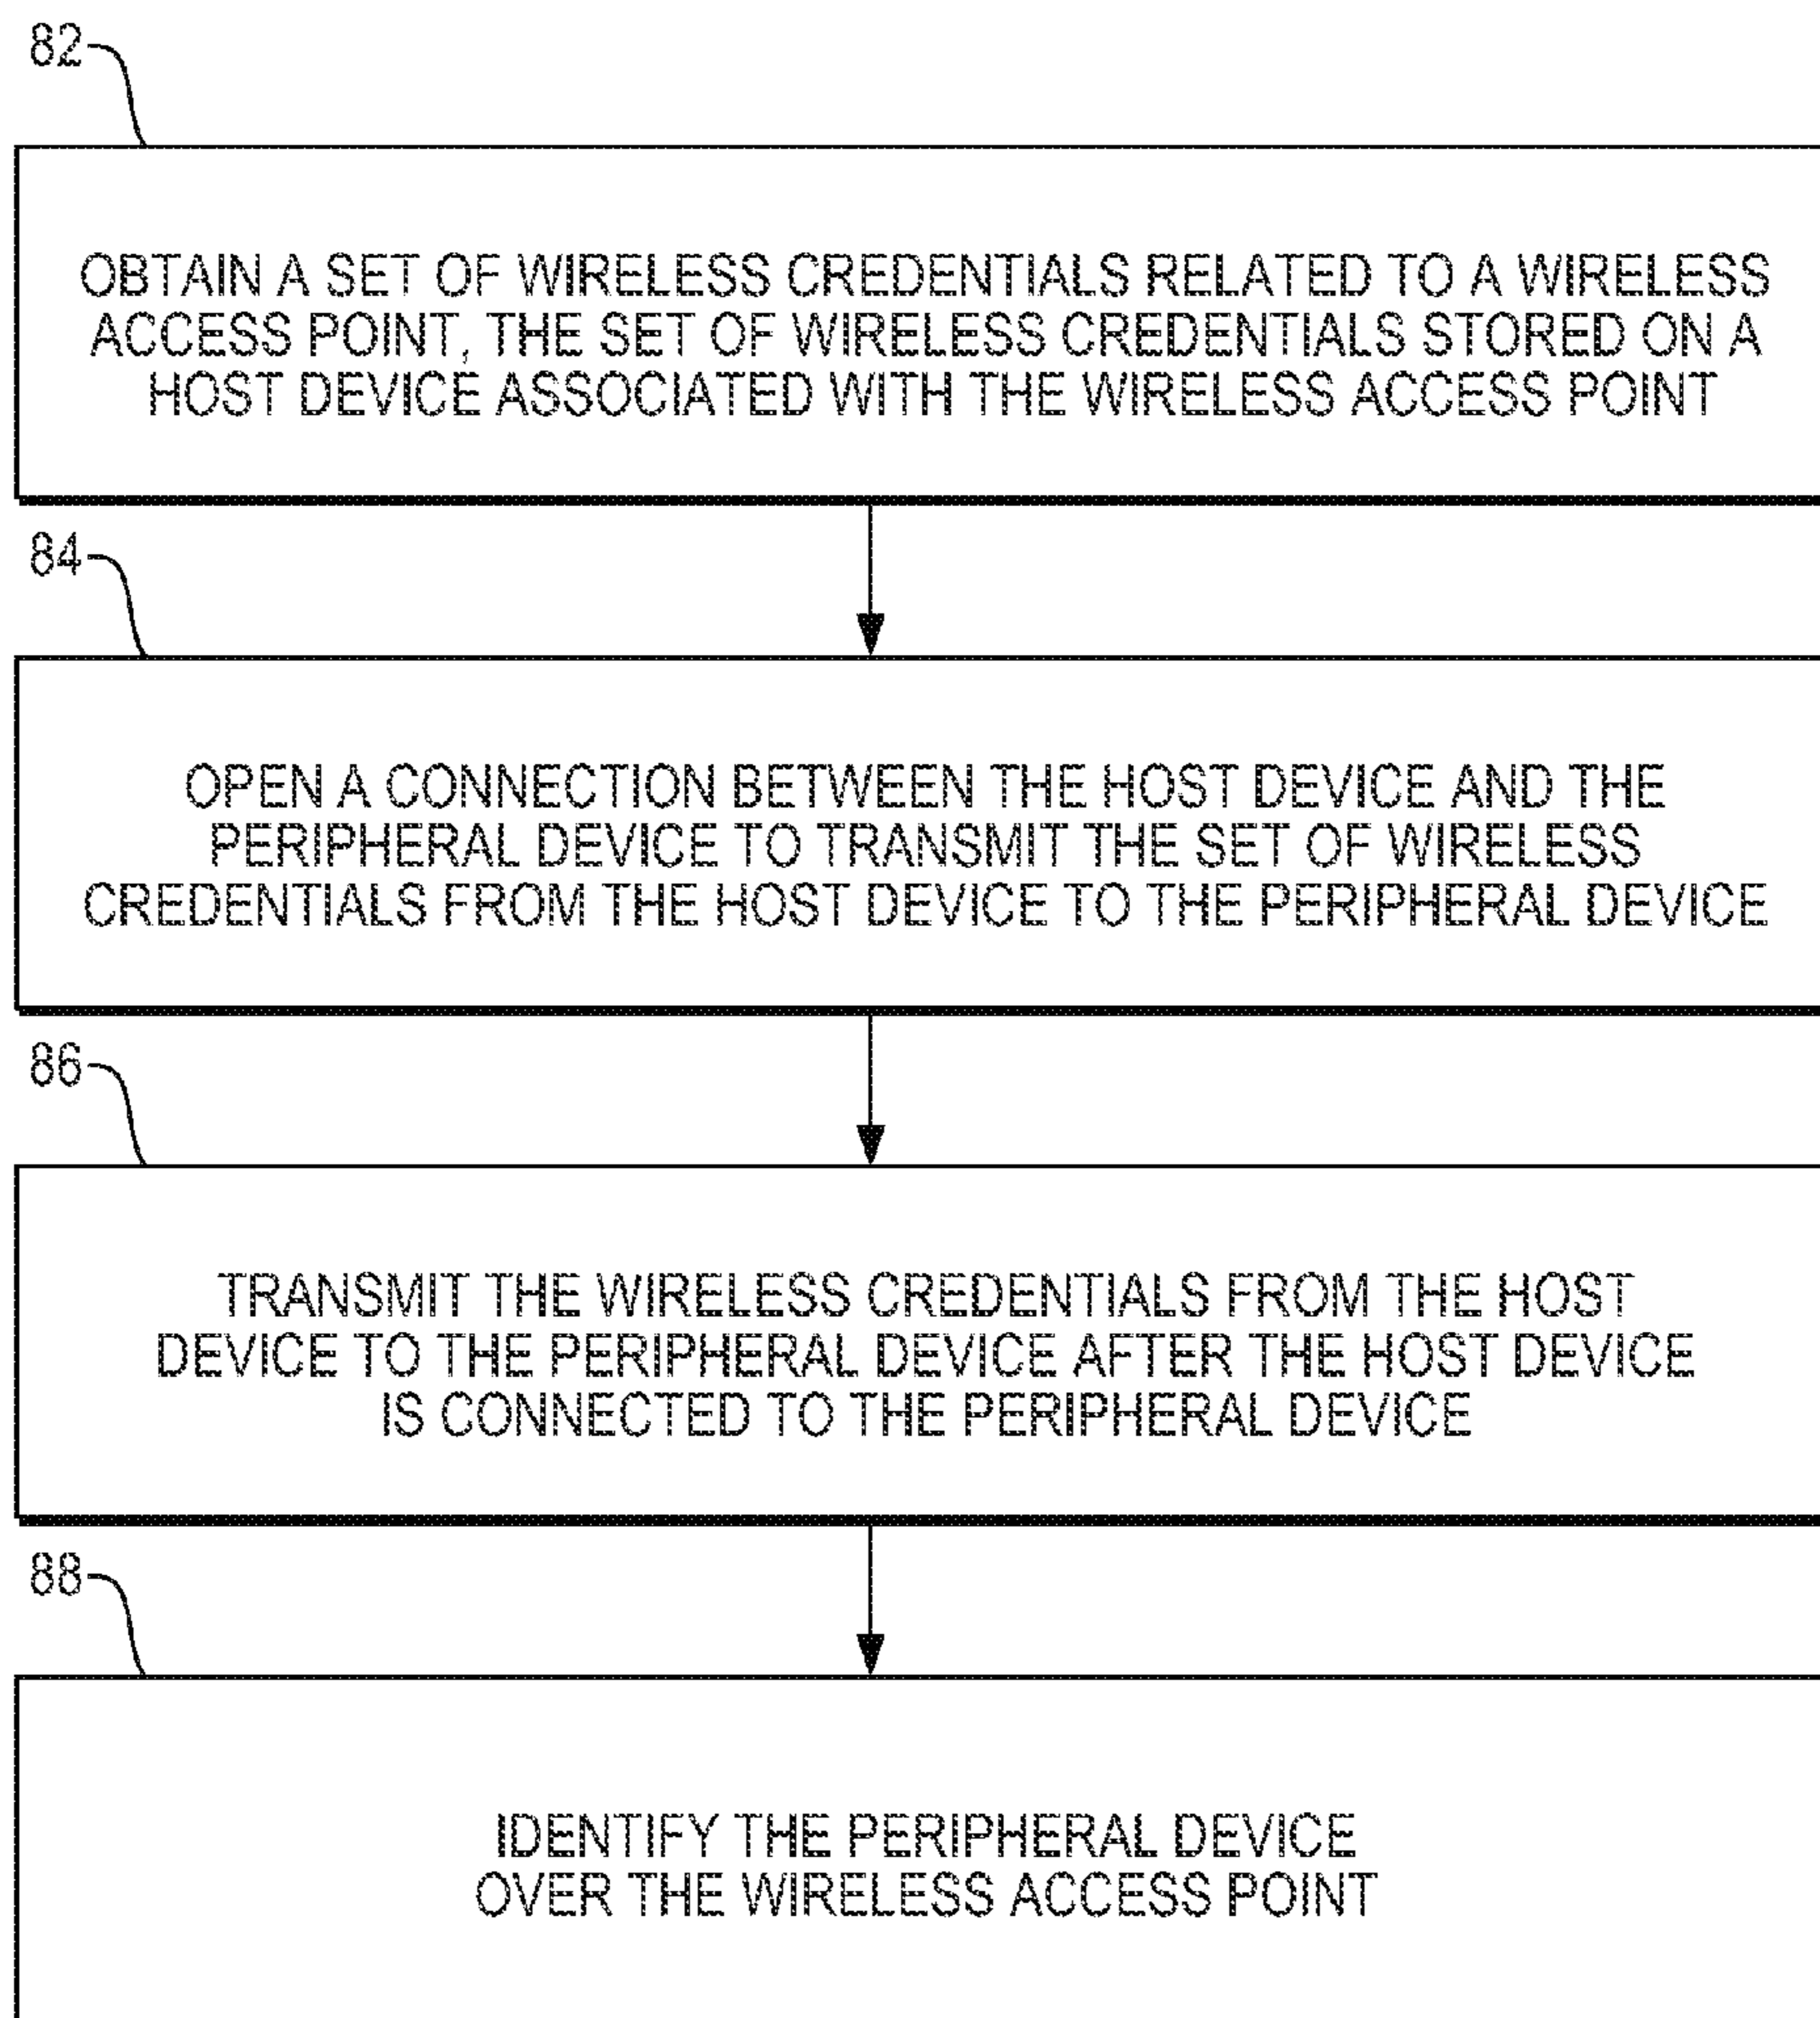 82
OBTAIN A SET OF WIRELESS CREDENTIALS RELATED TO A WIRELESS
ACCESS POINT, THE SET OF WIRELESS CREDENTIALS STORED ON A
HOST DEVICE ASSOCIATED WITH THE WIRELESS ACCESS POINT
84
OPEN A CONNECTION BETWEEN THE HOST DEVICE AND THE
PERIPHERAL DEVICE TO TRANSMIT THE SET OF WIRELESS
CREDENTIALS FROM THE HOST DEVICE TO THE PERIPHERAL DEVICE
86
TRANSMIT THE WIRELESS CREDENTIALS FROM THE HOST
DEVICE TO THE PERIPHERAL DEVICE AFTER THE HOST DEVICE
IS CONNECTED TO THE PERIPHERAL DEVICE
88
IDENTIFY THE PERIPHERAL DEVICE
OVER THE WIRELESS ACCESS POINT